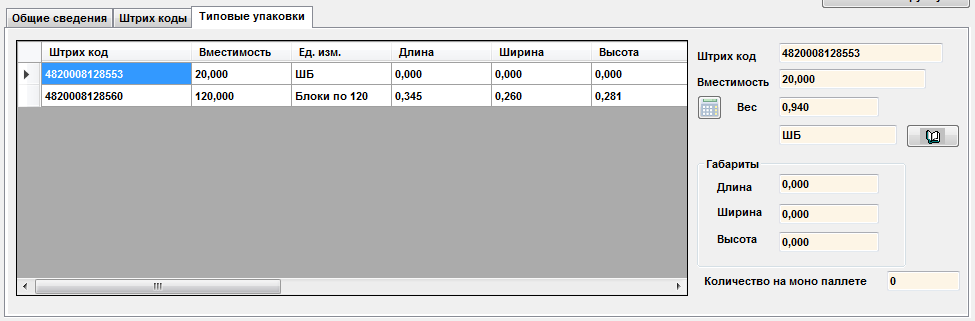 Общие сведения Штрих коды Типовые упаковки
Штрих код Вместимость Ед. изм. Длина Ширина Высота
4820008128553 20,000 ШБ 0,000 0,000 0,000
4820008128560 120,000 Блоки по 120 0,345 0,260 0,281
Штрих код 4820008128553
Вместимость 20,000
Вес 0,940
ШБ
Габариты
Длина 0,000
Ширина 0,000
Высота 0,000
Количество на моно паллете 0